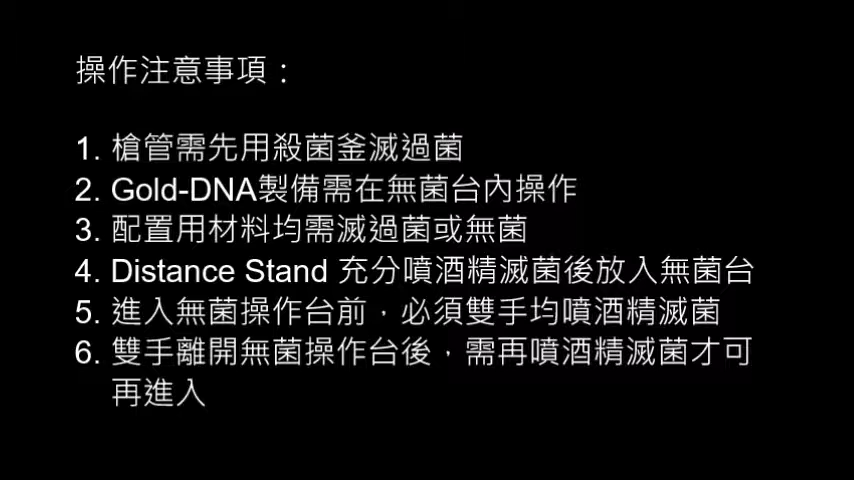 操作注意事項：
1. 槍管需先用殺菌釜滅過菌
2. Gold-DNA製備需在無菌台內操作
3. 配置用材料均需滅過菌或無菌
4. Distance Stand 充分噴酒精滅菌後放入無菌台
5. 進入無菌操作台前，必須雙手均噴酒精滅菌
6. 雙手離開無菌操作台後，需再噴酒精滅菌才可
再進入